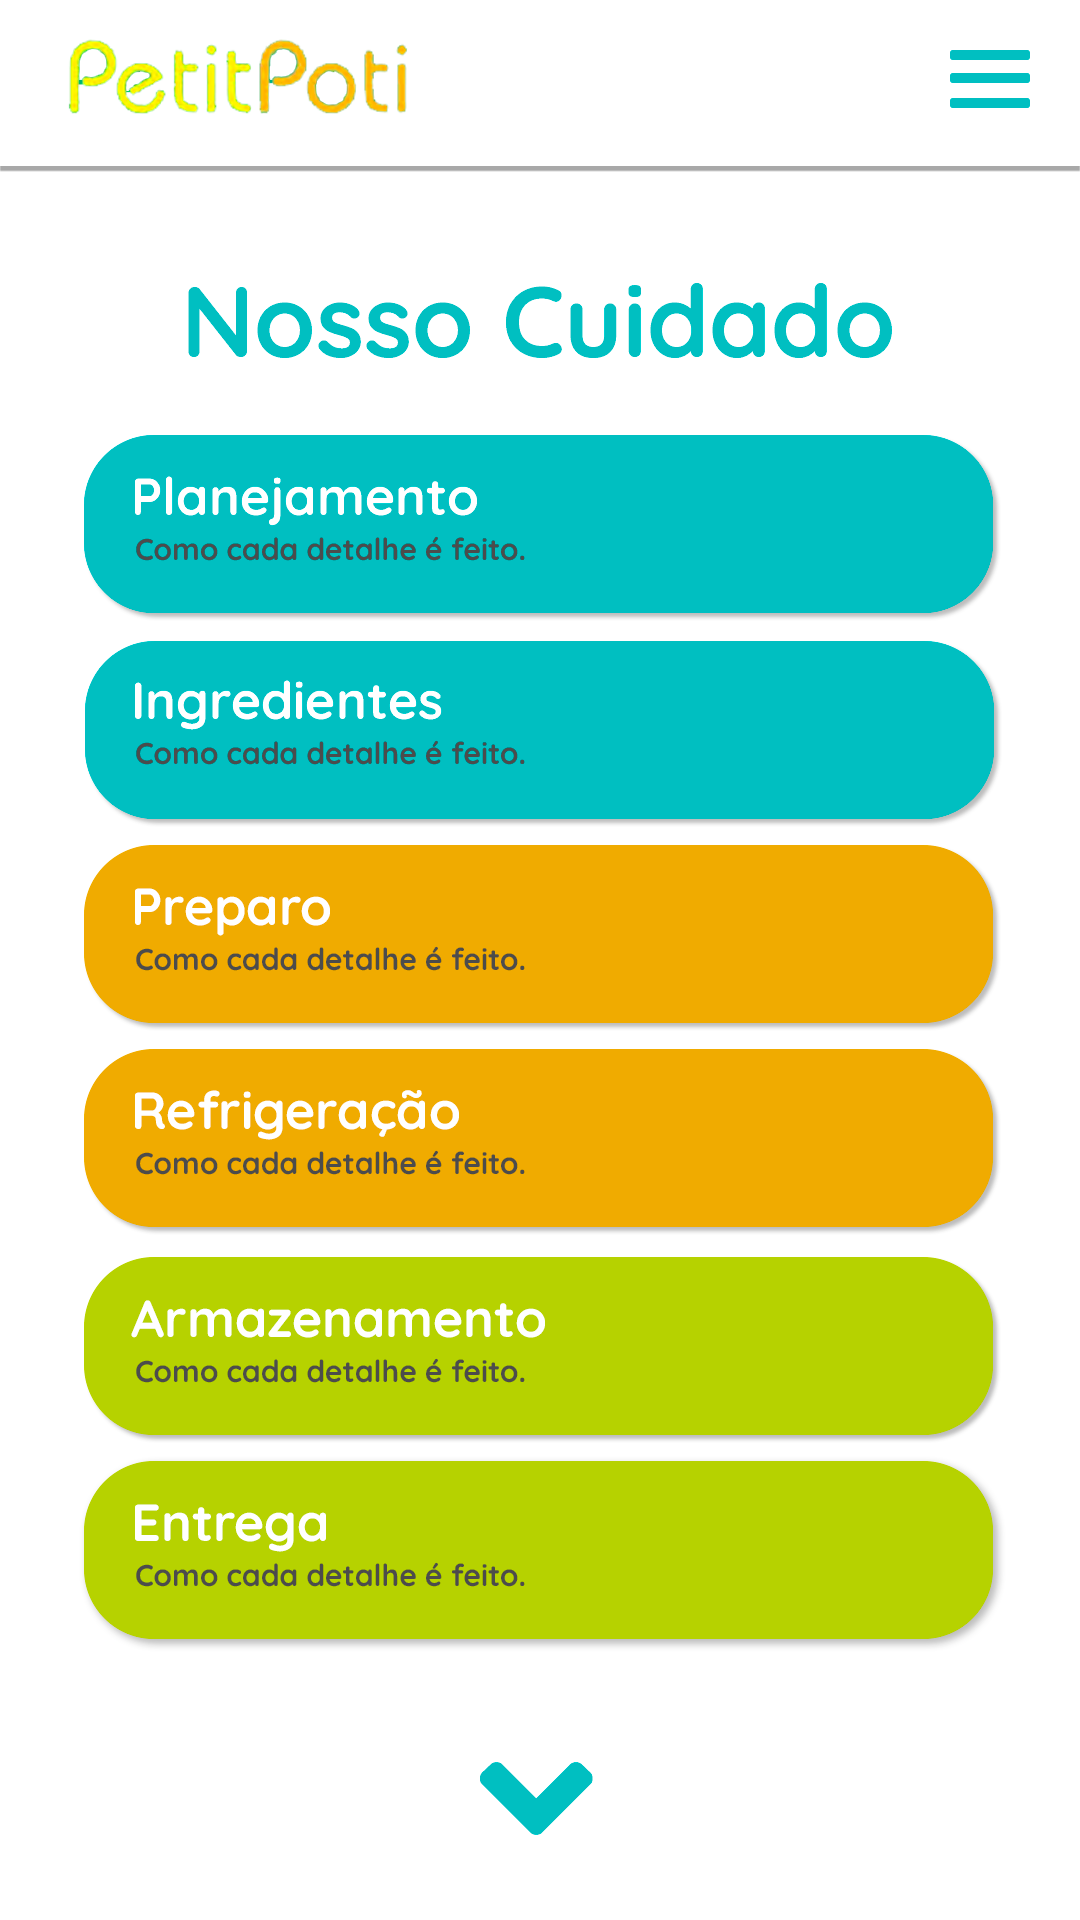 PetitPoti
Nosso Cuidado
Planejamento
Como cada detalhe é feito.
Ingredientes
Como cada detalhe é feito.
Preparo
Como cada detalhe é feito.
Refrigeração
Como cada detalhe é feito.
Armazenamento
Como cada detalhe é feito.
Entrega
Como cada detalhe é feito.